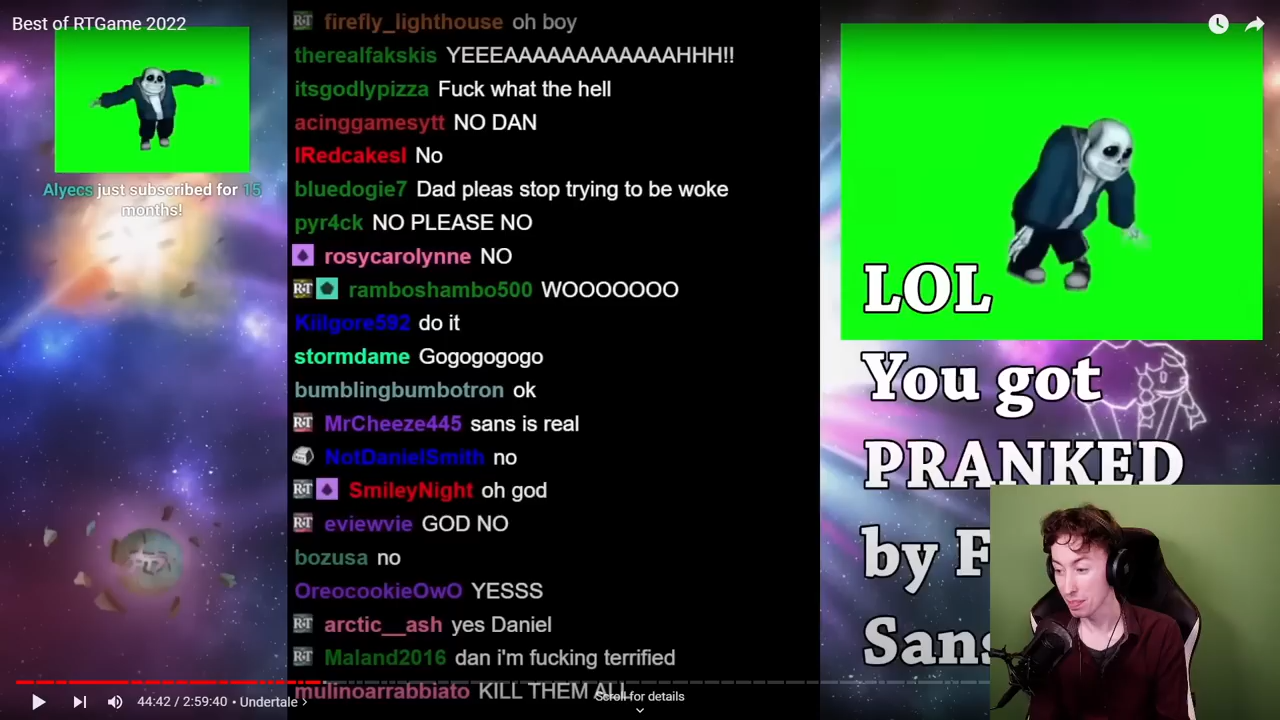 Best of RTGame 2022
Alyecs just subscribed for 15
months!
firefly_lighthouse oh boy
therealfakskis YEEEAAAAAAAAAAAAHHH!!
itsgodlypizza Fuck what the hell
acinggamesytt NO DAN
lRedcakesl No
bluedogie7 Dad pleas stop trying to be woke
pyr4ck NO PLEASE NO
rosycarolynne NO
ramboshambo500 WOOOOOOO
Kiilgore592 do it
stormdame Gogogogogo
bumblingbumbotron ok
MrCheeze445 sans is real
NotDanielSmith no
SmileyNight oh god
eviewvie GOD NO
bozusa no
OreocookieOwO YESSS
arctic__ash yes Daniel
Maland2016 dan i'm fucking terrified
mulinoarrabbiato KILL THEM ALL
LOL
You got
PRANKED
by F
Sans
Scroll for details
44:42 / 2:59:40 • Undertale